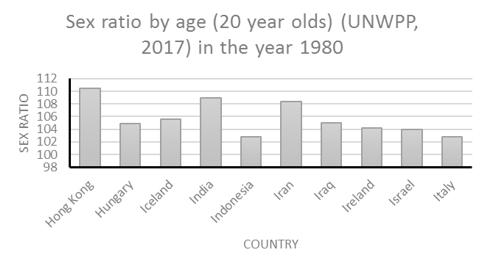 Sex ratio by age (20 year olds) (UNWPP,
2017) in the year 1980
112
110
108
106
104
102
100
98
SEX RATIO
Hong Kong
Hungary
Iceland
India
Indonesia
Iran
Iraq
Ireland
Israel
Italy
COUNTRY